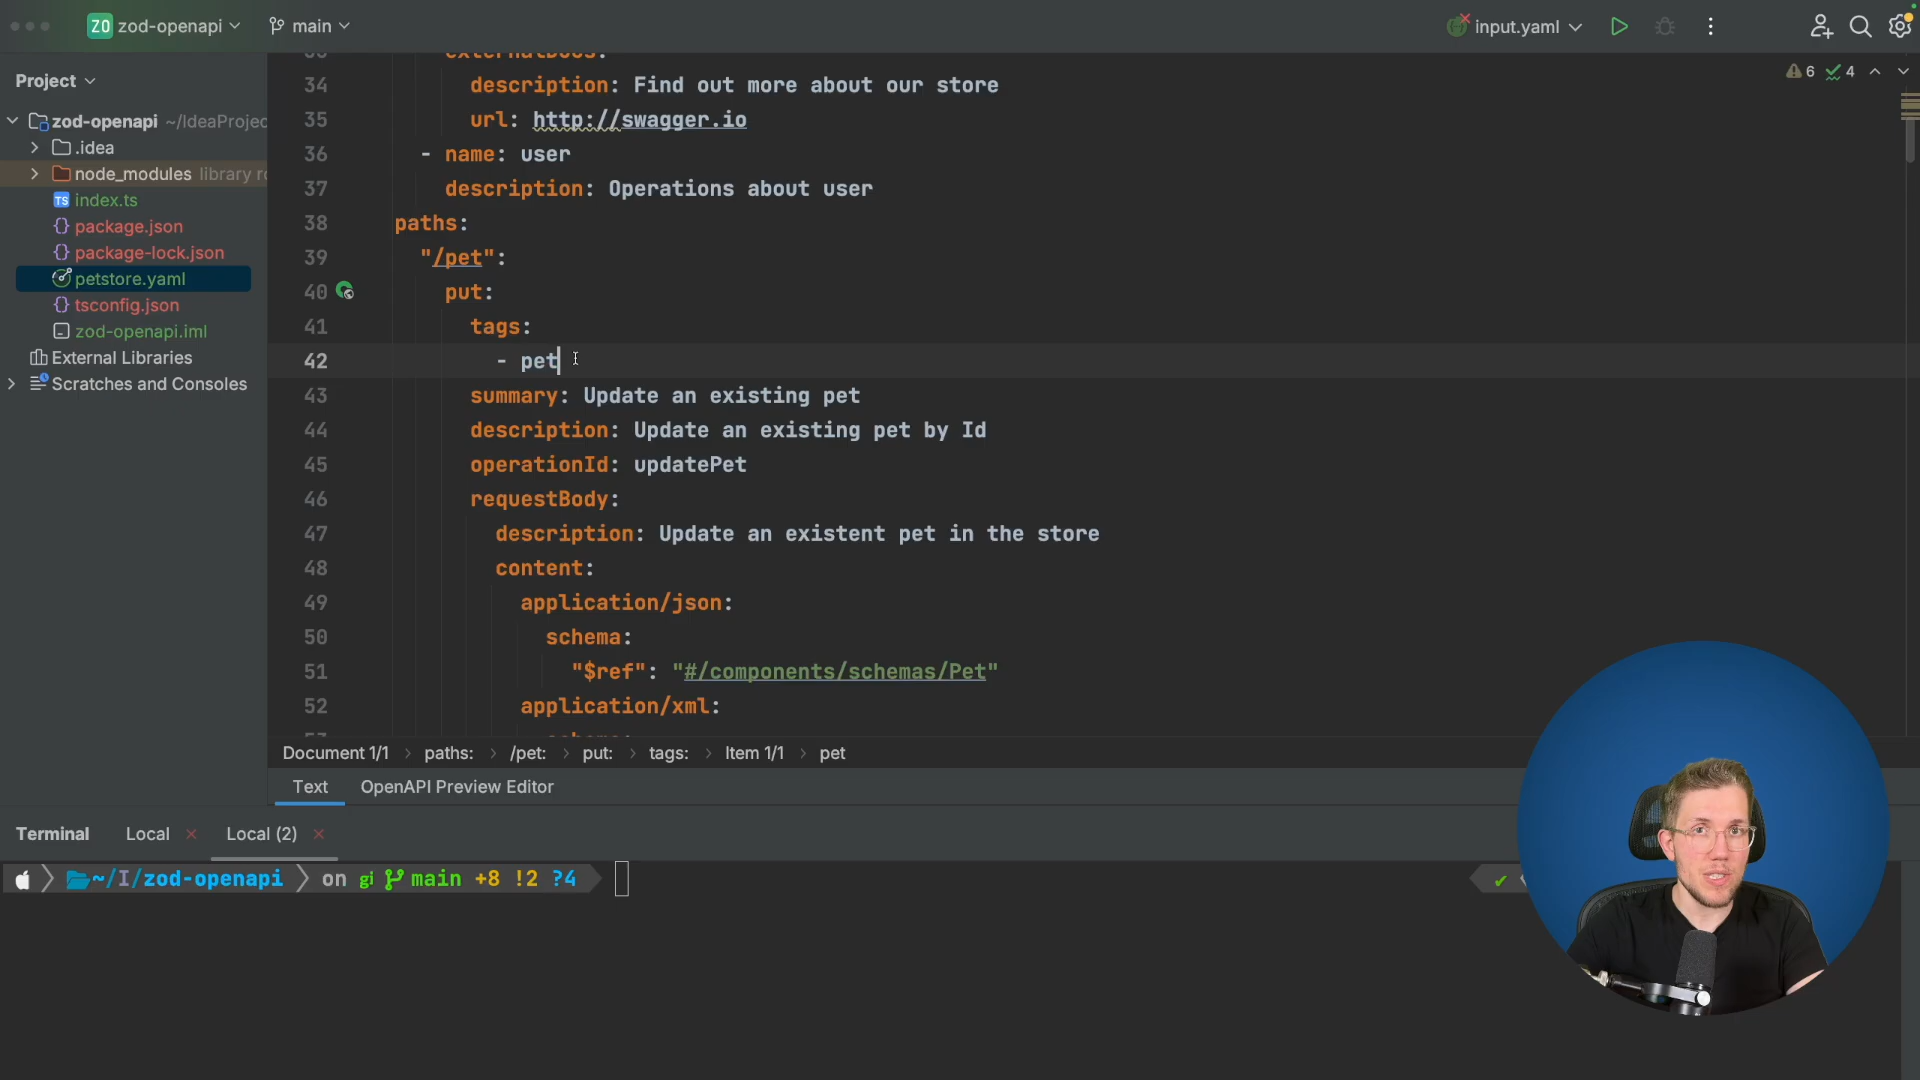 ZO zod-openapi main input.yaml
Project
6 4
zod-openapi ~/IdeaProjec
.idea
node_modules library ro
TS index.ts
{} package.json
{} package-lock.json
petstore.yaml
{} tsconfig.json
zod-openapi.iml
External Libraries
Scratches and Consoles
externalDocs:
34 description: Find out more about our store
35 url: http://swagger.io
36 - name: user
37 description: Operations about user
38 paths:
39 "/pet":
40 put:
41 tags:
42 - pet
43 summary: Update an existing pet
44 description: Update an existing pet by Id
45 operationId: updatePet
46 requestBody:
47 description: Update an existent pet in the store
48 content:
49 application/json:
50 schema:
51 "$ref": "#/components/schemas/Pet"
52 application/xml:
Document 1/1 > paths: > /pet: > put: > tags: > Item 1/1 > pet
Text OpenAPI Preview Editor
Terminal Local × Local (2) ×
~/I/zod-openapi on gi main +8 !2 ?4 ✔